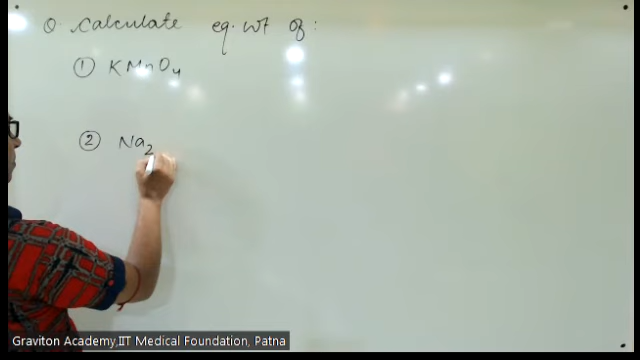 Q. Calculate eq. wt of :
① KMnO₄
② Na₂
Graviton Academy,IIT Medical Foundation, Patna